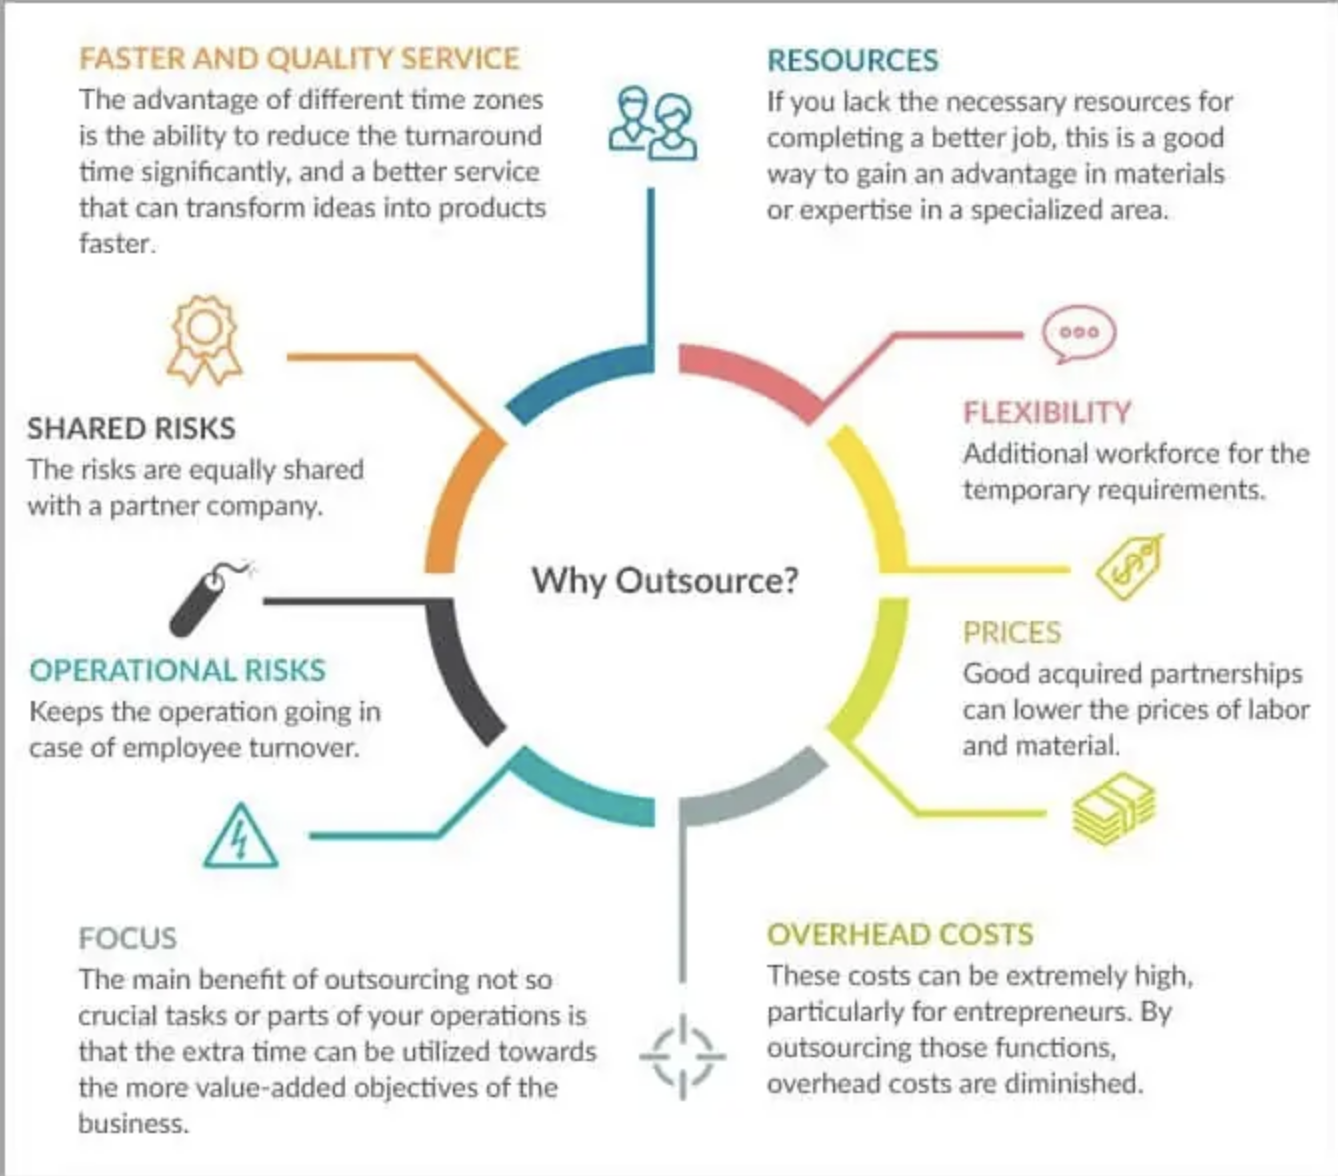 FASTER AND QUALITY SERVICE
The advantage of different time zones
is the ability to reduce the turnaround
time significantly, and a better service
that can transform ideas into products
faster.
RESOURCES
If you lack the necessary resources for
completing a better job, this is a good
way to gain an advantage in materials
or expertise in a specialized area.
SHARED RISKS
The risks are equally shared
with a partner company.
FLEXIBILITY
Additional workforce for the
temporary requirements.
Why Outsource?
OPERATIONAL RISKS
Keeps the operation going in
case of employee turnover.
PRICES
Good acquired partnerships
can lower the prices of labor
and material.
FOCUS
The main benefit of outsourcing not so
crucial tasks or parts of your operations is
that the extra time can be utilized towards
the more value-added objectives of the
business.
OVERHEAD COSTS
These costs can be extremely high,
particularly for entrepreneurs. By
outsourcing those functions,
overhead costs are diminished.